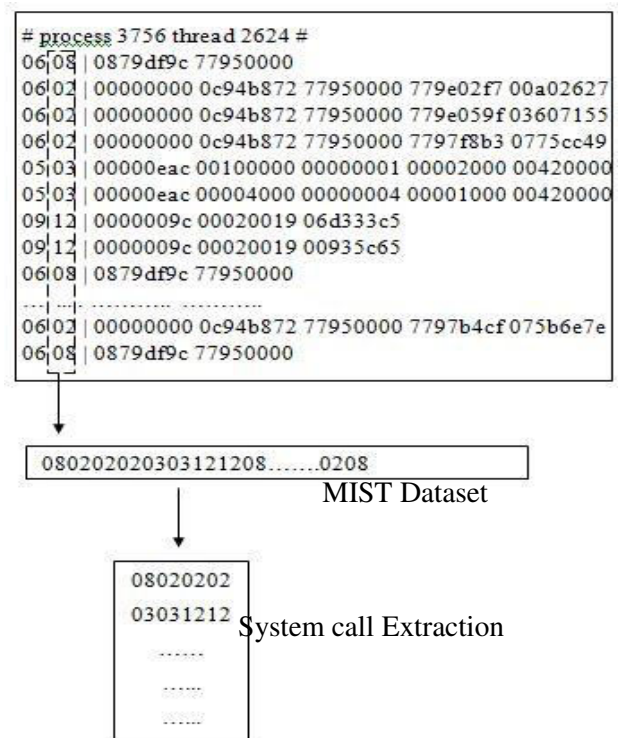 # process 3756 thread 2624 #
06 08 | 0879df9c 77950000
06 02 | 00000000 0c94b872 77950000 779e02f7 00a02627
06 02 | 00000000 0c94b872 77950000 779e059f 03607155
06 02 | 00000000 0c94b872 77950000 7797f8b3 0775cc49
05 03 | 00000eac 00100000 00000001 00002000 00420000
05 03 | 00000eac 00004000 00000004 00001000 00420000
09 12 | 0000009c 00020019 06d333c5
09 12 | 0000009c 00020019 00935c65
06 08 | 0879df9c 77950000
.... .... ........... ...........
06 02 | 00000000 0c94b872 77950000 7797b4cf 075b6e7e
06 08 | 0879df9c 77950000
080202020303121208.......0208
MIST Dataset
08020202
03031212
System call Extraction
......
......
......